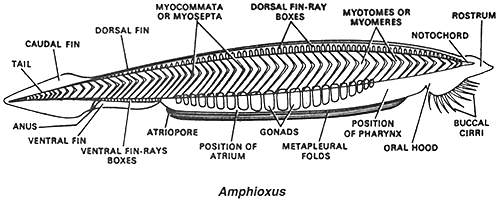 MYOCOMMATA
OR MYOSEPTA
DORSAL FIN-RAY
BOXES
MYOTOMES OR
MYOMERES
ROSTRUM
DORSAL FIN
NOTOCHORD
CAUDAL FIN
TAIL
ANUS
VENTRAL FIN
VENTRAL FIN-RAYS
BOXES
ATRIOPORE
POSITION OF
ATRIUM
GONADS
METAPLEURAL
FOLDS
POSITION
OF PHARYNX
ORAL HOOD
BUCCAL
CIRRI
Amphioxus